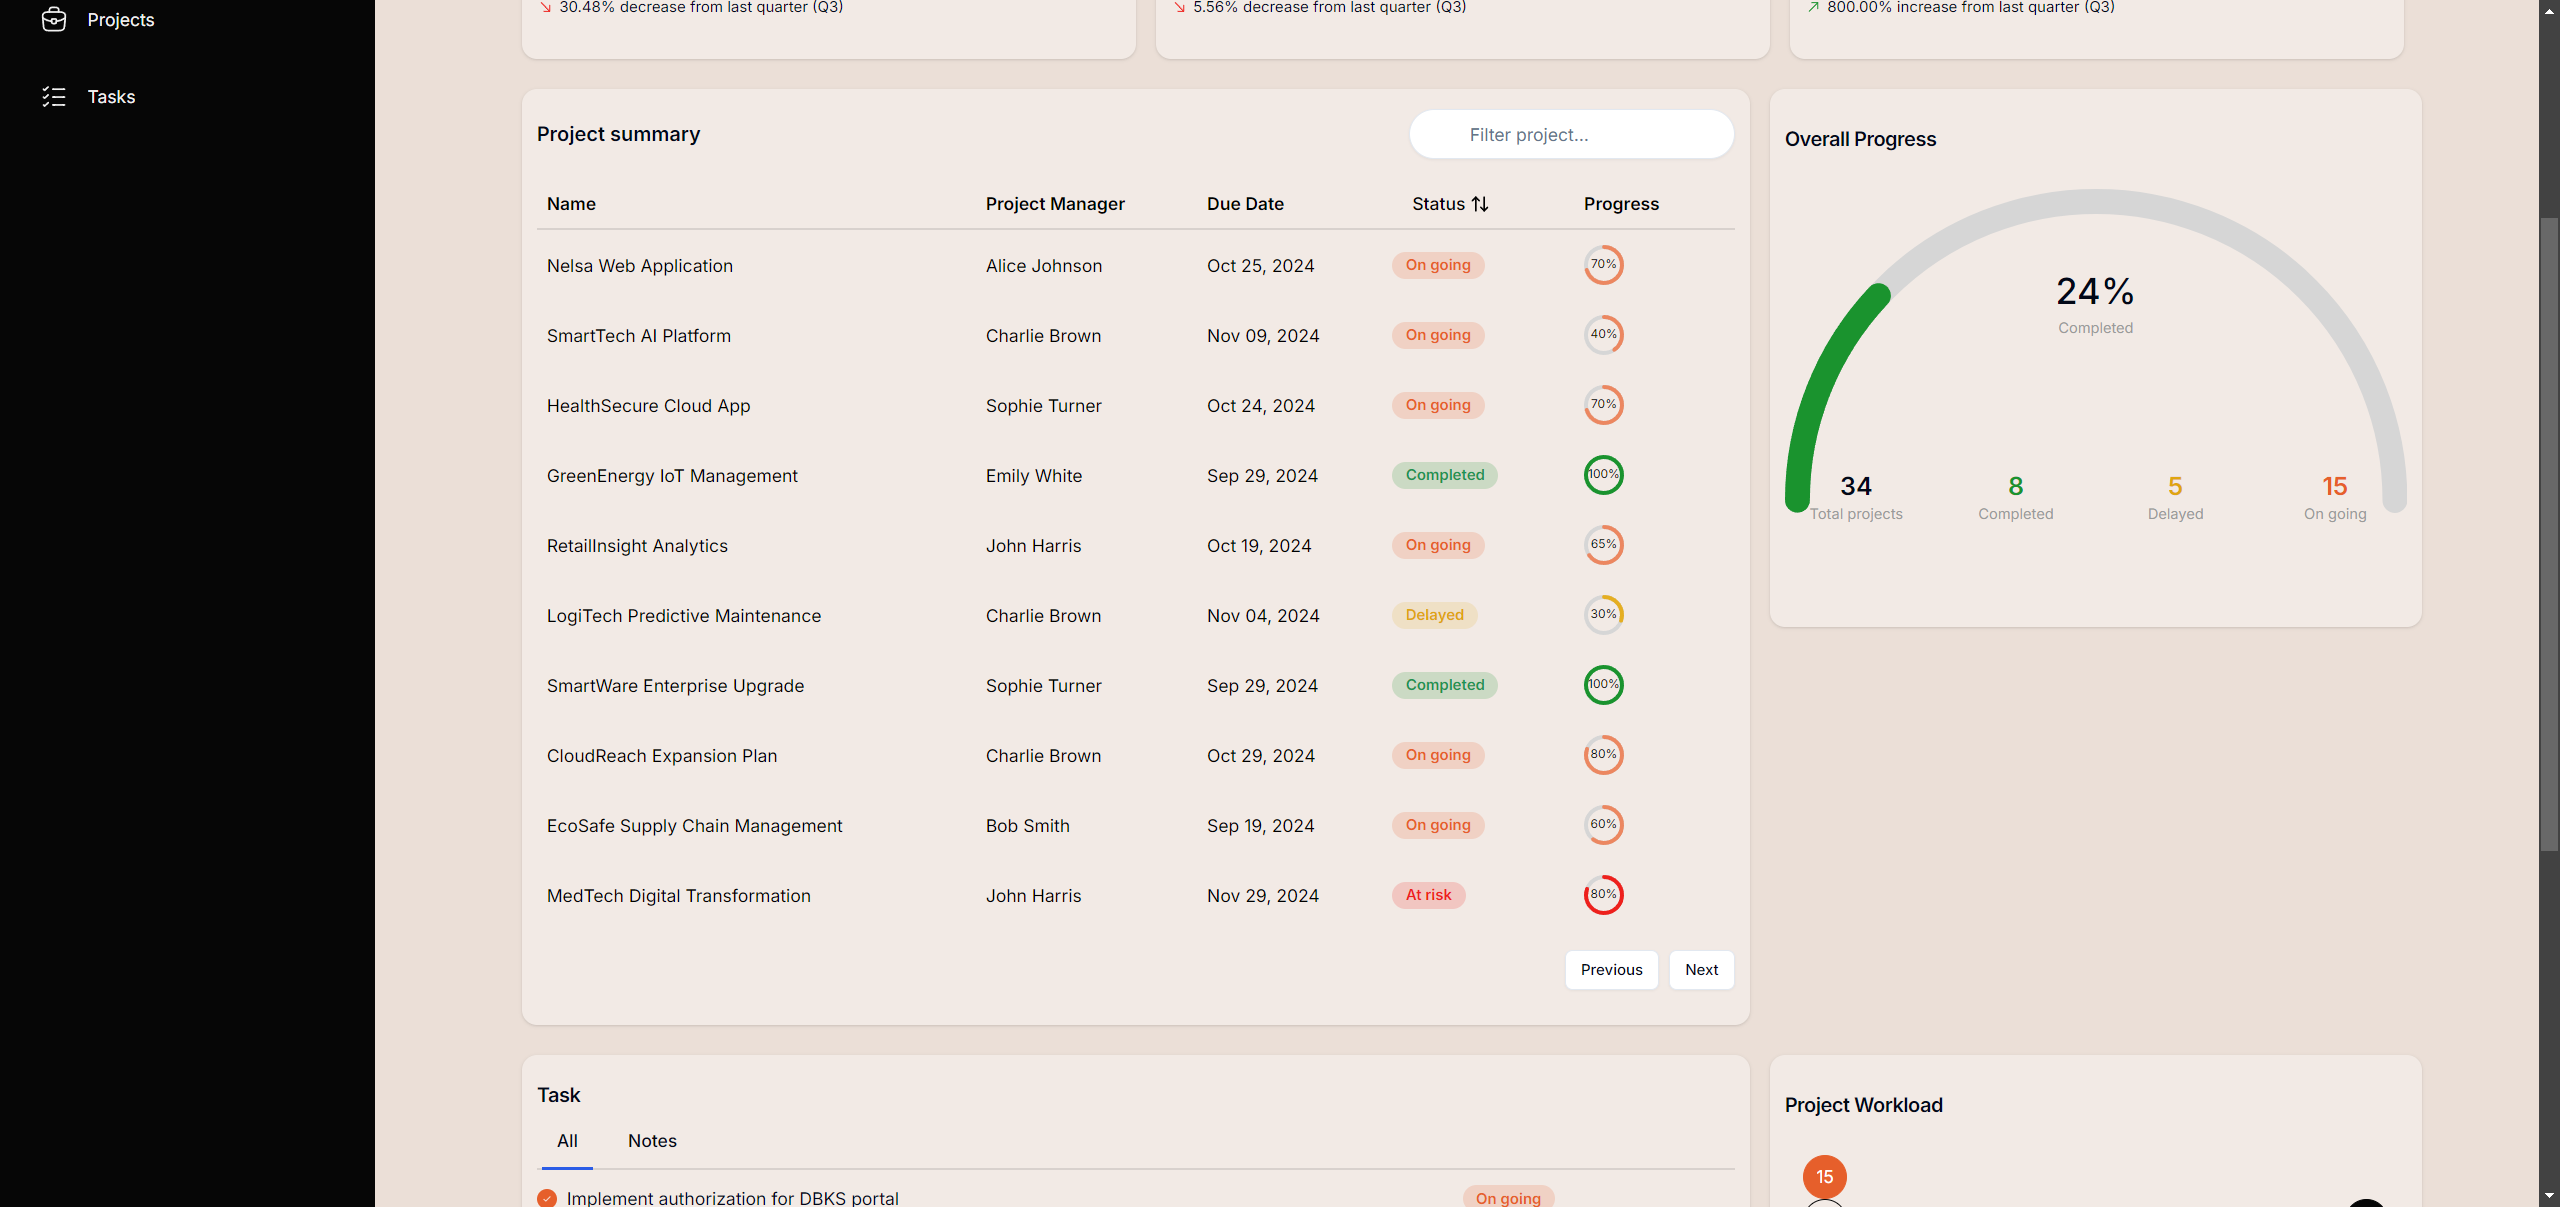 Projects
Tasks
30.48% decrease from last quarter (Q3)
5.56% decrease from last quarter (Q3)
800.00% increase from last quarter (Q3)
Project summary
Filter project...
Name Project Manager Due Date Status Progress
Nelsa Web Application Alice Johnson Oct 25, 2024 On going 70%
SmartTech AI Platform Charlie Brown Nov 09, 2024 On going 40%
HealthSecure Cloud App Sophie Turner Oct 24, 2024 On going 70%
GreenEnergy IoT Management Emily White Sep 29, 2024 Completed 100%
RetailInsight Analytics John Harris Oct 19, 2024 On going 65%
LogiTech Predictive Maintenance Charlie Brown Nov 04, 2024 Delayed 30%
SmartWare Enterprise Upgrade Sophie Turner Sep 29, 2024 Completed 100%
CloudReach Expansion Plan Charlie Brown Oct 29, 2024 On going 80%
EcoSafe Supply Chain Management Bob Smith Sep 19, 2024 On going 60%
MedTech Digital Transformation John Harris Nov 29, 2024 At risk 80%
Previous Next
Overall Progress
24%
Completed
34 8 5 15
Total projects Completed Delayed On going
Task
All Notes
Implement authorization for DBKS portal On going
Project Workload
15